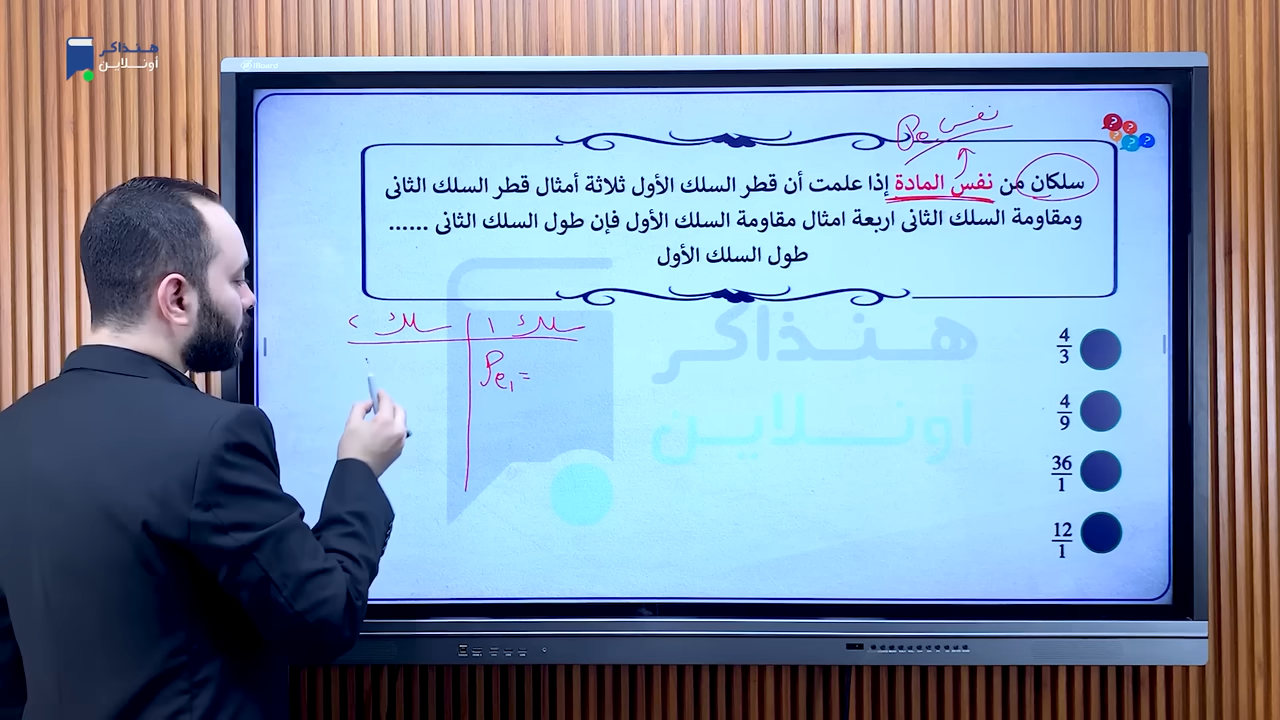 هنذاكر
أونلاين
iBoard
نفس ρe
سلكان من نفس المادة إذا علمت أن قطر السلك الأول ثلاثة أمثال قطر السلك الثانى
ومقاومة السلك الثانى اربعة امثال مقاومة السلك الأول فإن طول السلك الثانى ......
طول السلك الأول
سلك ١
سلك ٢
ρe₁ =
هنذاكر
أونلاين
4/3
4/9
36/1
12/1